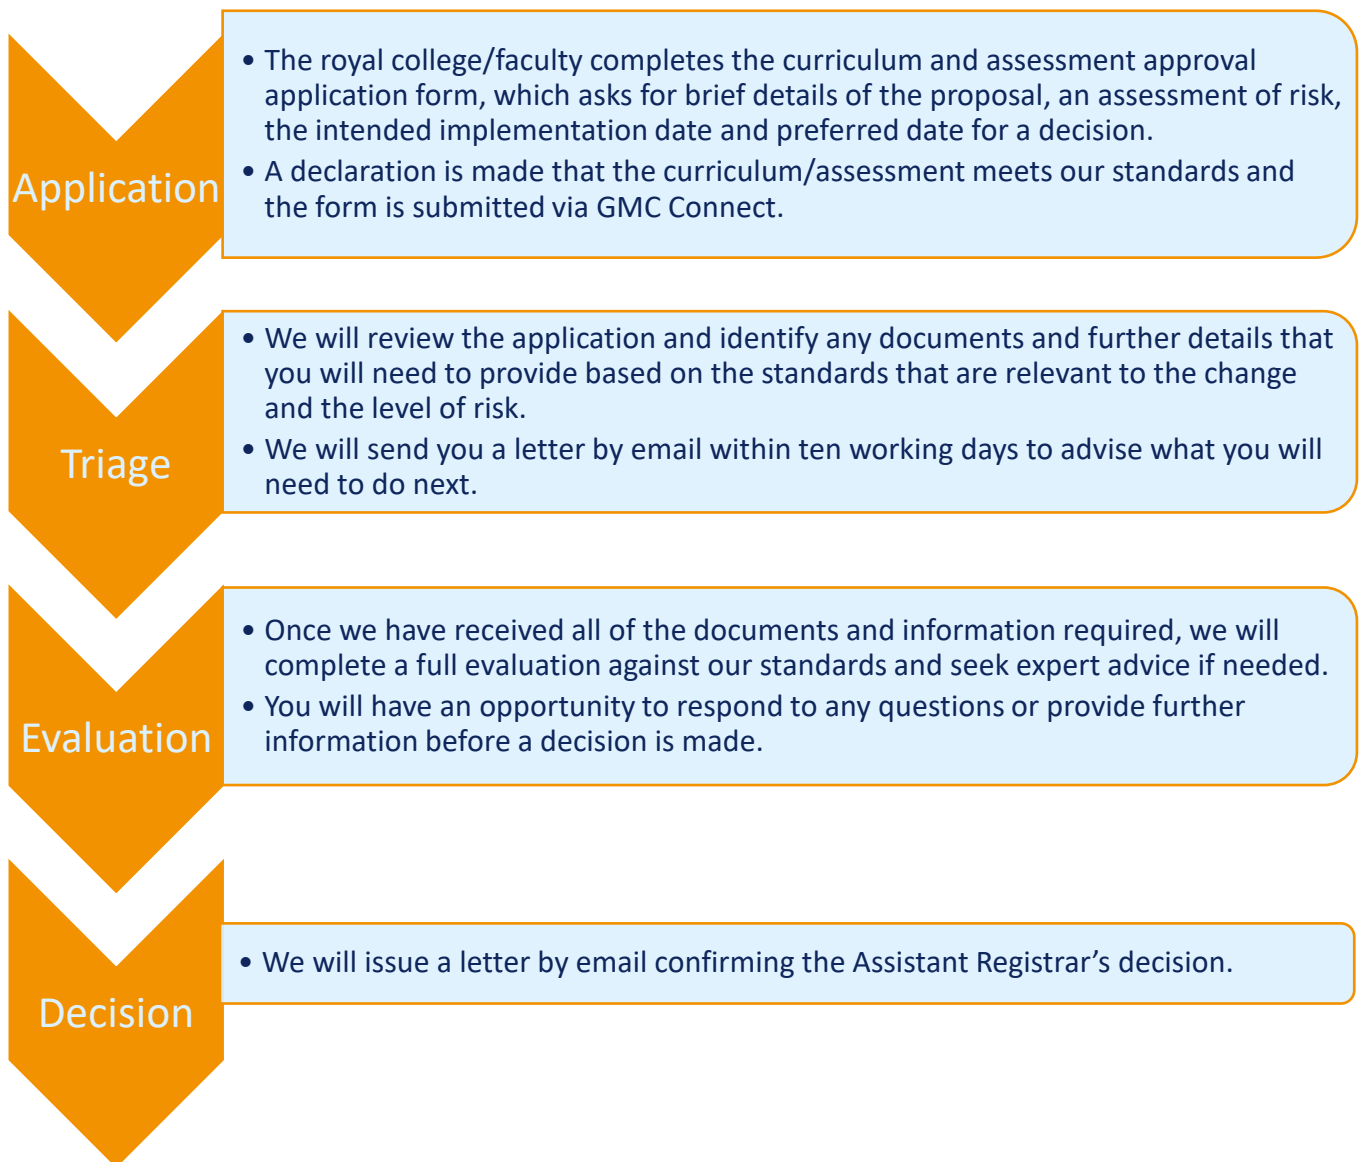 Application
• The royal college/faculty completes the curriculum and assessment approval
application form, which asks for brief details of the proposal, an assessment of risk,
the intended implementation date and preferred date for a decision.
• A declaration is made that the curriculum/assessment meets our standards and
the form is submitted via GMC Connect.
Triage
• We will review the application and identify any documents and further details that
you will need to provide based on the standards that are relevant to the change
and the level of risk.
• We will send you a letter by email within ten working days to advise what you will
need to do next.
Evaluation
• Once we have received all of the documents and information required, we will
complete a full evaluation against our standards and seek expert advice if needed.
• You will have an opportunity to respond to any questions or provide further
information before a decision is made.
Decision
• We will issue a letter by email confirming the Assistant Registrar’s decision.